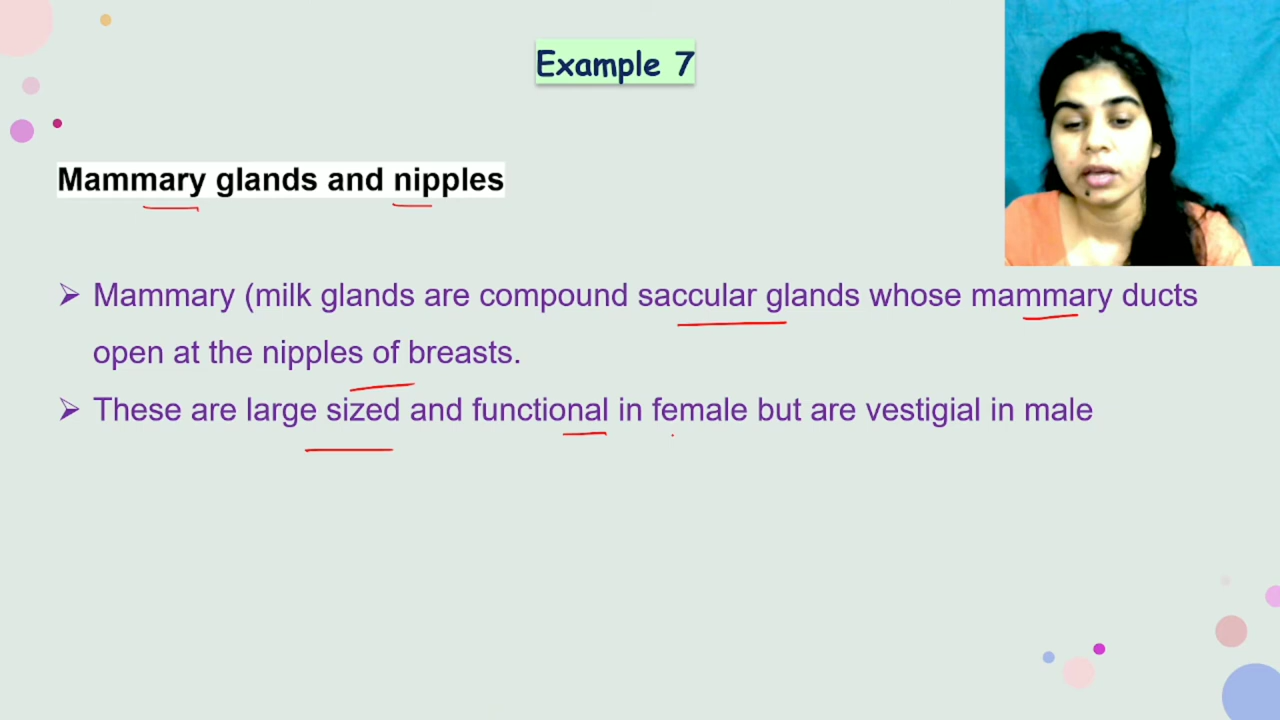 Example 7
Mammary glands and nipples
Mammary (milk glands are compound saccular glands whose mammary ducts
open at the nipples of breasts.
These are large sized and functional in female but are vestigial in male